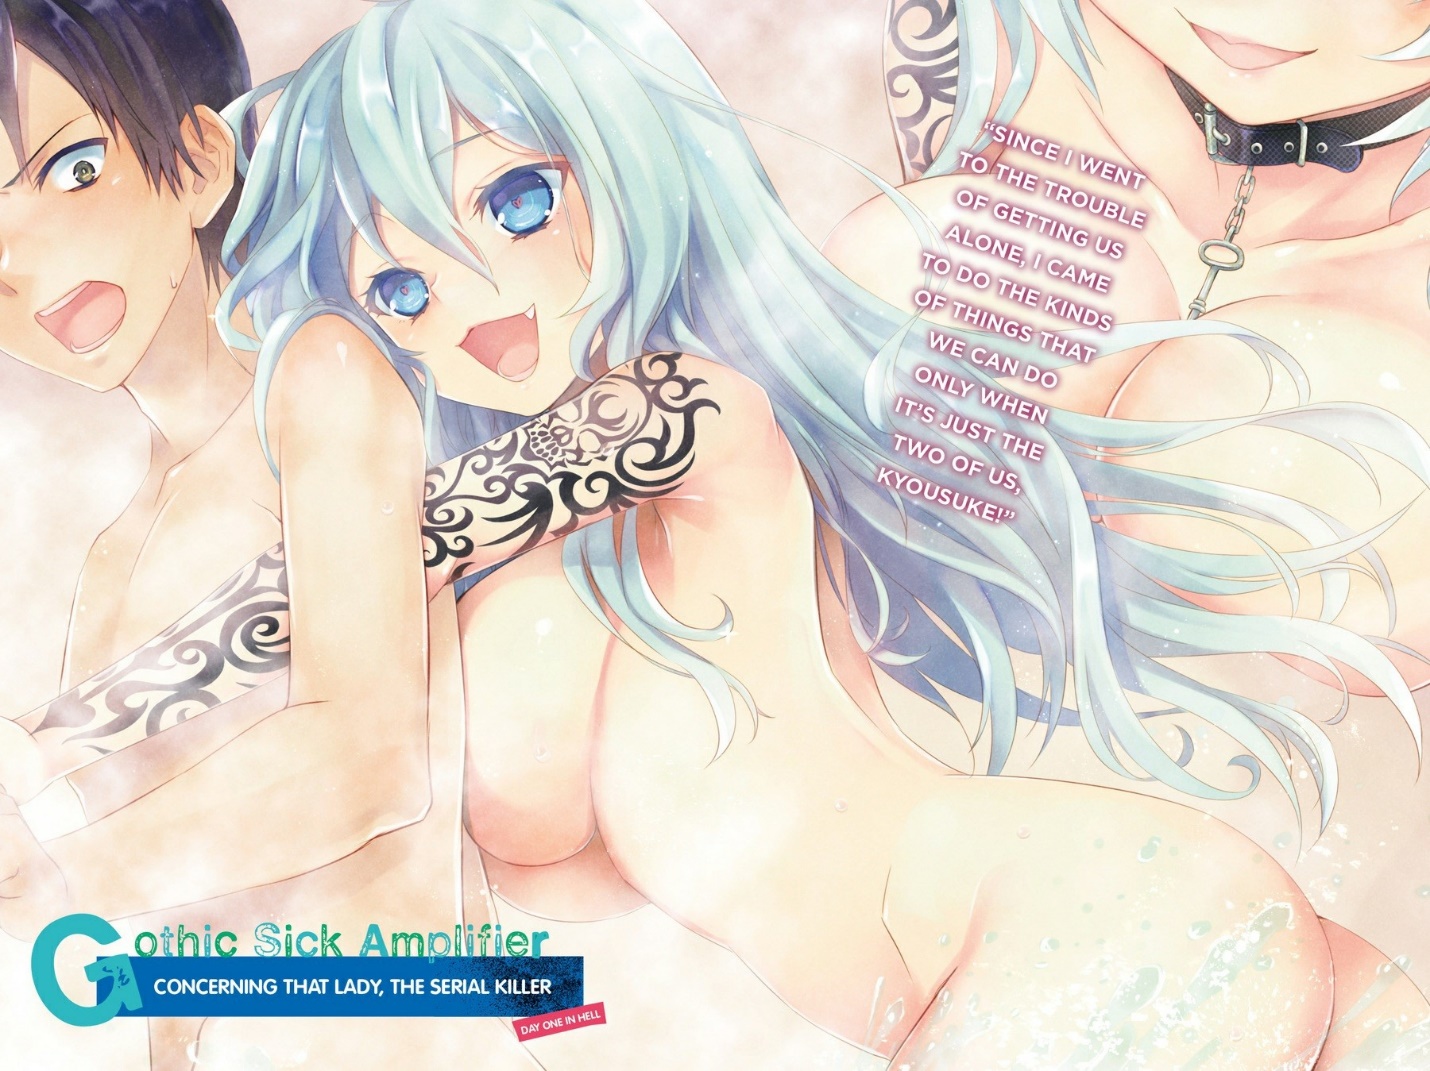 “SINCE I WENT
TO THE TROUBLE
OF GETTING US
ALONE, I CAME
TO DO THE KINDS
OF THINGS THAT
WE CAN DO
ONLY WHEN
IT’S JUST THE
TWO OF US,
KYOUSUKE!”
Gothic Sick Amplifier
CONCERNING THAT LADY, THE SERIAL KILLER
DAY ONE IN HELL